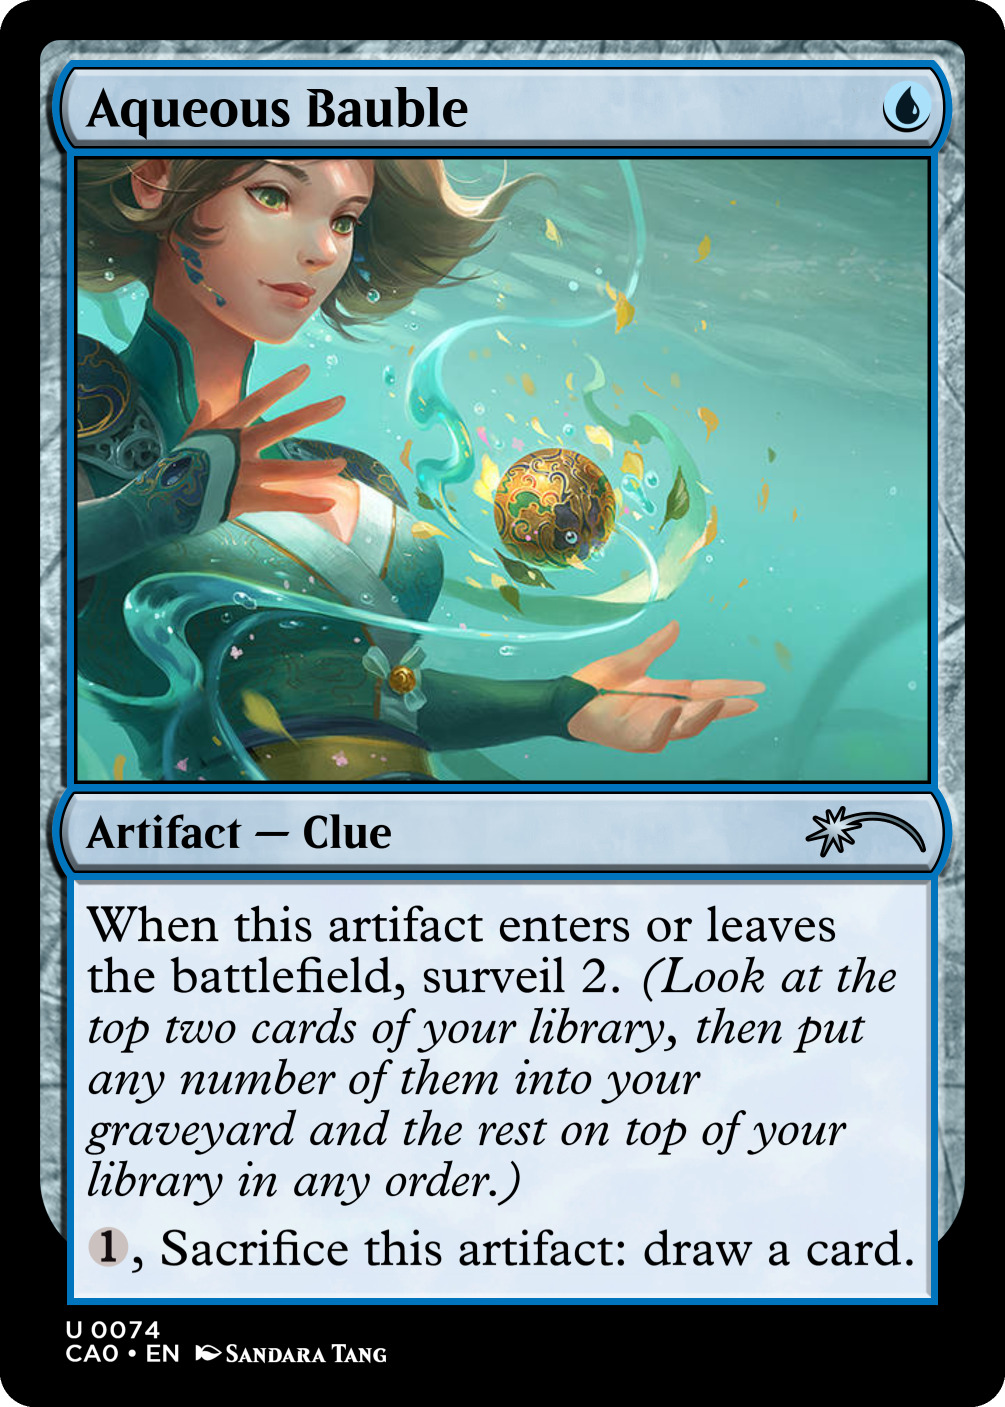 Aqueous Bauble
Artifact — Clue
When this artifact enters or leaves
the battlefield, surveil 2. (Look at the
top two cards of your library, then put
any number of them into your
graveyard and the rest on top of your
library in any order.)
1, Sacrifice this artifact: draw a card.
U 0074
CAO • EN SANDARA TANG